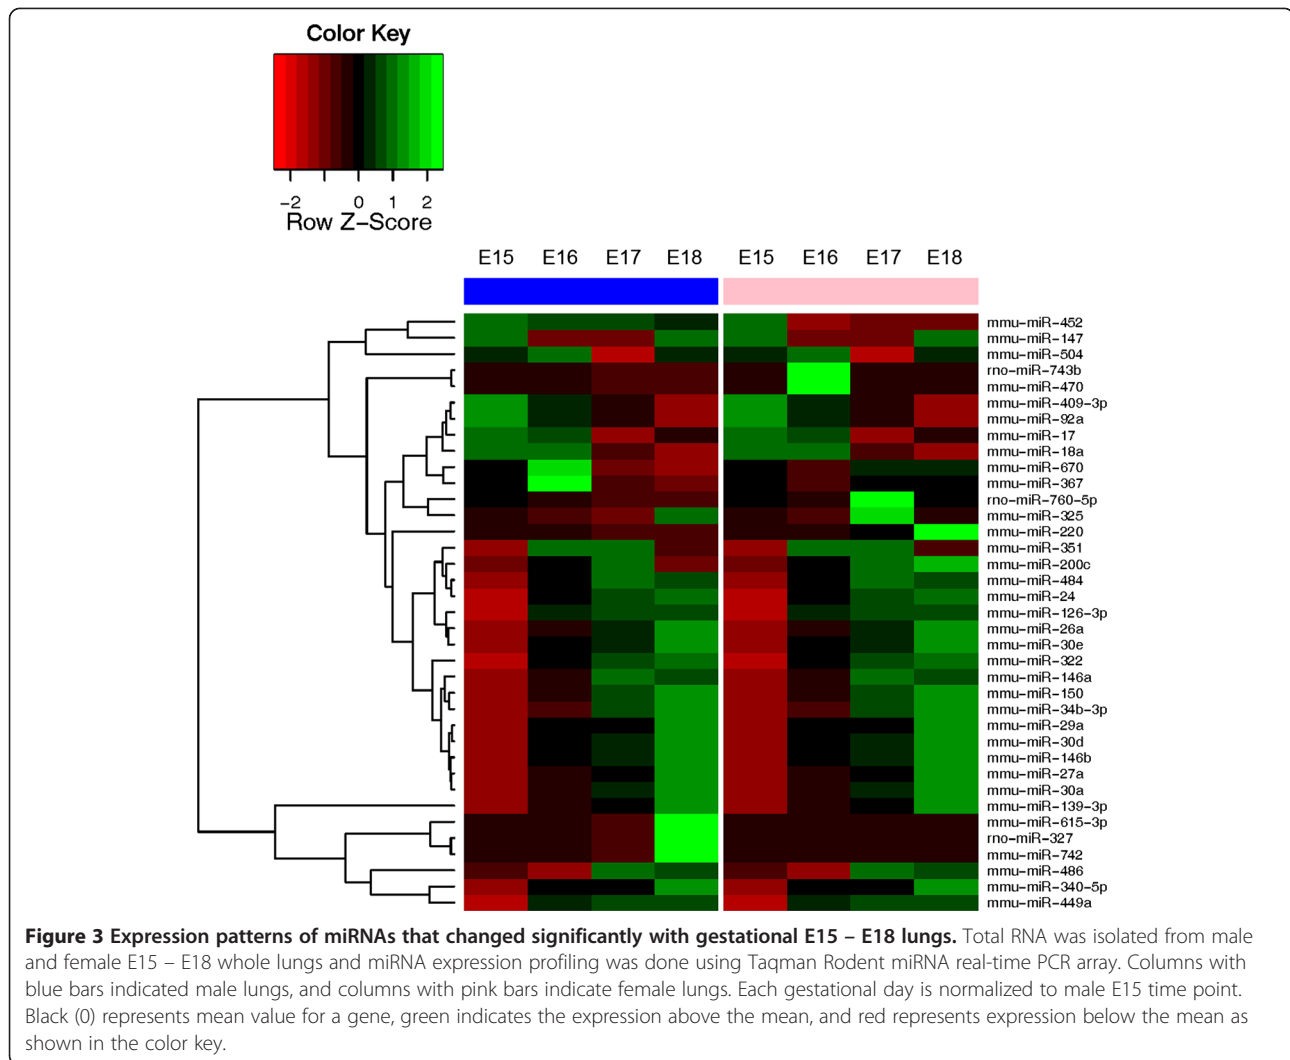 Color Key
−2 0 1 2
Row Z−Score
E15 E16 E17 E18 E15 E16 E17 E18
mmu−miR−452
mmu−miR−147
mmu−miR−504
rno−miR−743b
mmu−miR−470
mmu−miR−409−3p
mmu−miR−92a
mmu−miR−17
mmu−miR−18a
mmu−miR−670
mmu−miR−367
rno−miR−760−5p
mmu−miR−325
mmu−miR−220
mmu−miR−351
mmu−miR−200c
mmu−miR−484
mmu−miR−24
mmu−miR−126−3p
mmu−miR−26a
mmu−miR−30e
mmu−miR−322
mmu−miR−146a
mmu−miR−150
mmu−miR−34b−3p
mmu−miR−29a
mmu−miR−30d
mmu−miR−146b
mmu−miR−27a
mmu−miR−30a
mmu−miR−139−3p
mmu−miR−615−3p
rno−miR−327
mmu−miR−742
mmu−miR−486
mmu−miR−340−5p
mmu−miR−449a
Figure 3 Expression patterns of miRNAs that changed significantly with gestational E15 – E18 lungs. Total RNA was isolated from male
and female E15 – E18 whole lungs and miRNA expression profiling was done using Taqman Rodent miRNA real-time PCR array. Columns with
blue bars indicated male lungs, and columns with pink bars indicate female lungs. Each gestational day is normalized to male E15 time point.
Black (0) represents mean value for a gene, green indicates the expression above the mean, and red represents expression below the mean as
shown in the color key.